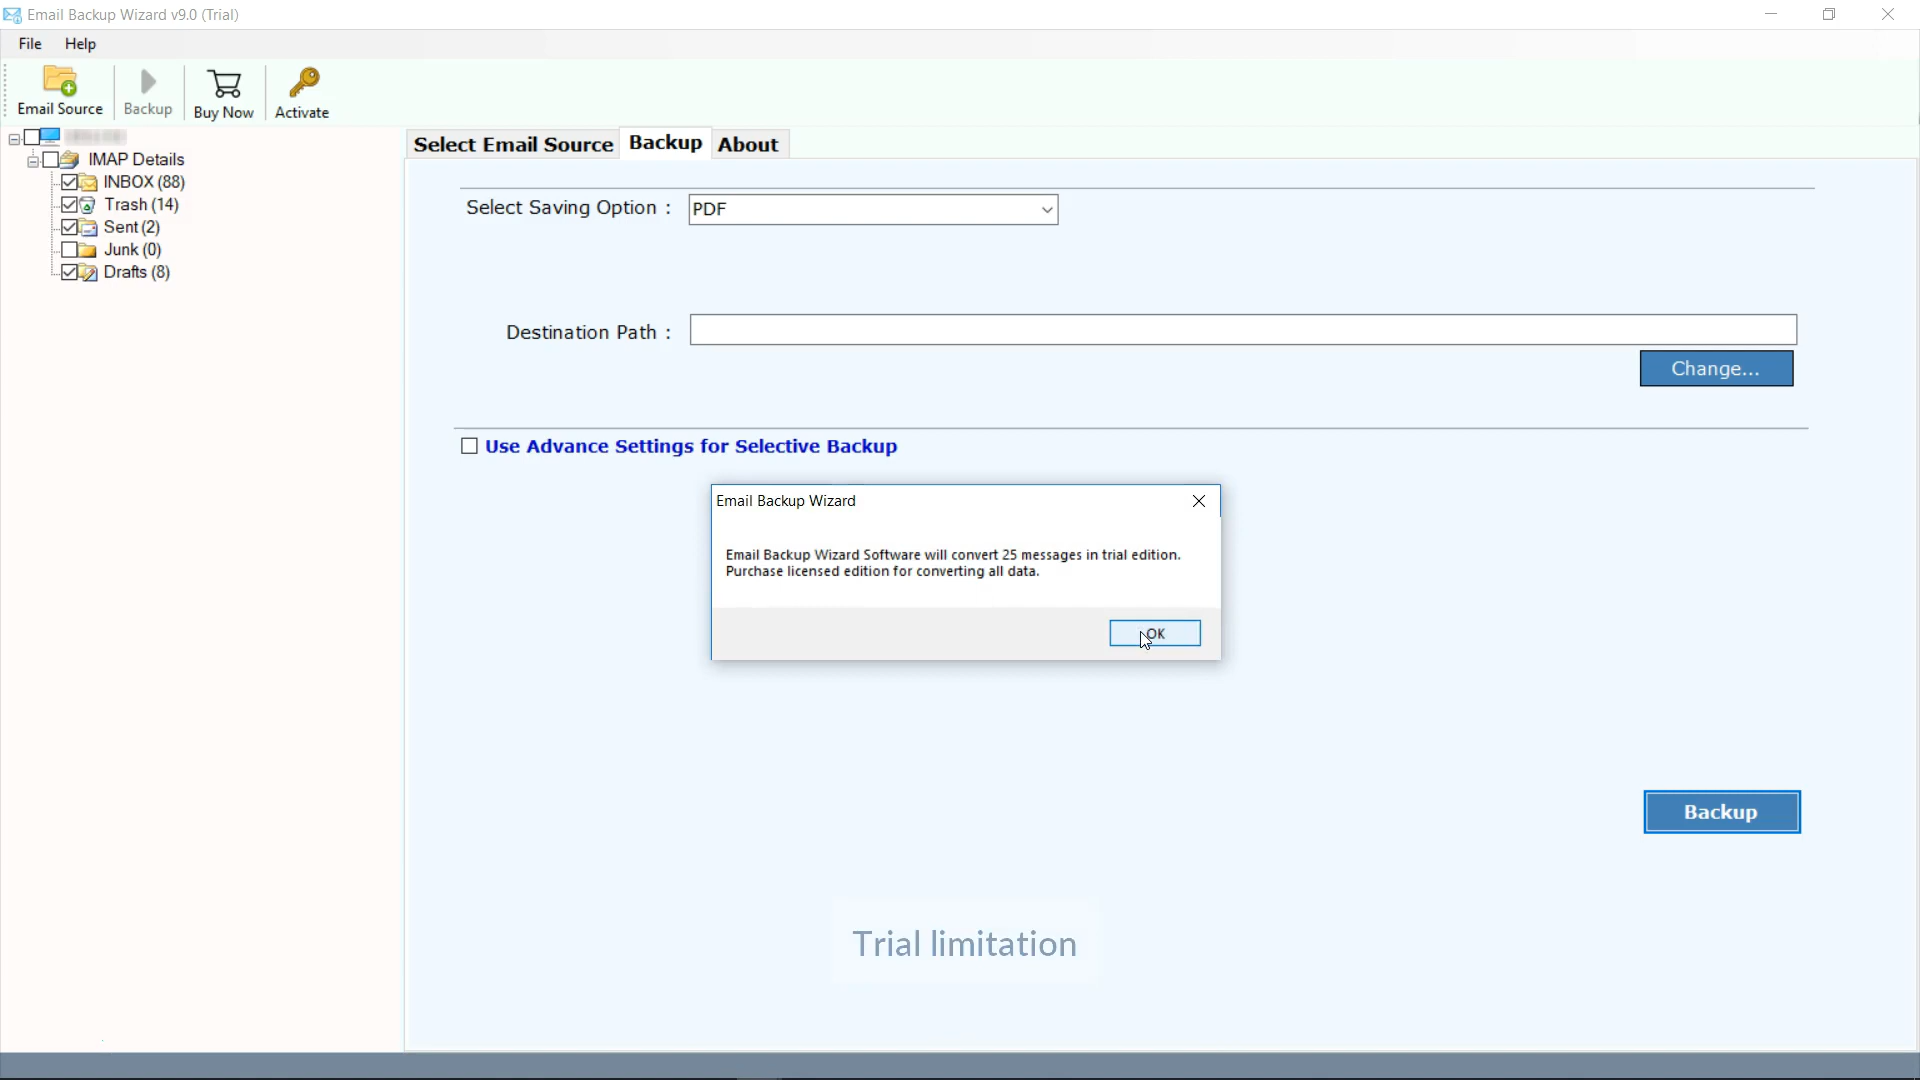 Email Backup Wizard v9.0 (Trial)
File Help
Email Source Backup Buy Now Activate
IMAP Details
INBOX (88)
Trash (14)
Sent (2)
Junk (0)
Drafts (8)
Select Email Source Backup About
Select Saving Option : PDF
Destination Path :
Change...
Use Advance Settings for Selective Backup
Email Backup Wizard
Email Backup Wizard Software will convert 25 messages in trial edition.
Purchase licensed edition for converting all data.
OK
Backup
Trial limitation